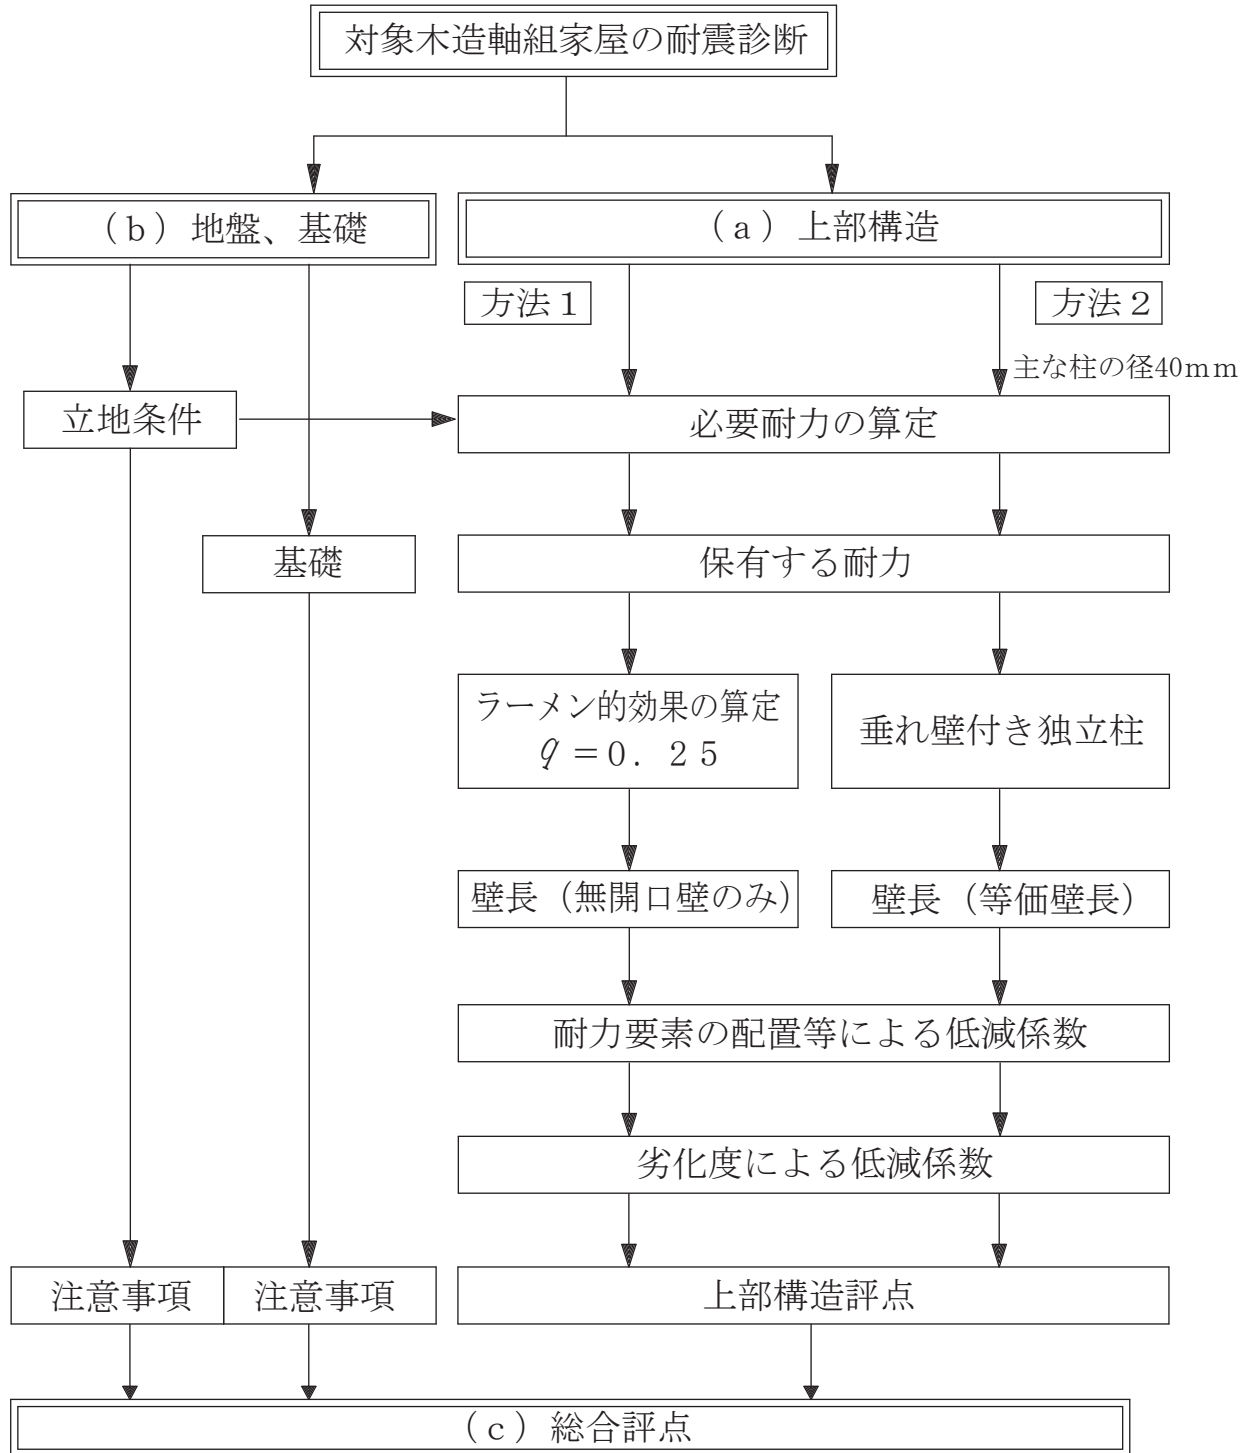 対象木造軸組家屋の耐震診断
（ｂ）地盤、基礎
（ａ）上部構造
方法１
方法２
主な柱の径40ｍｍ
立地条件
必要耐力の算定
基礎
保有する耐力
ラーメン的効果の算定
q＝０．２５
垂れ壁付き独立柱
壁長（無開口壁のみ）
壁長（等価壁長）
耐力要素の配置等による低減係数
劣化度による低減係数
注意事項
注意事項
上部構造評点
（ｃ）総合評点